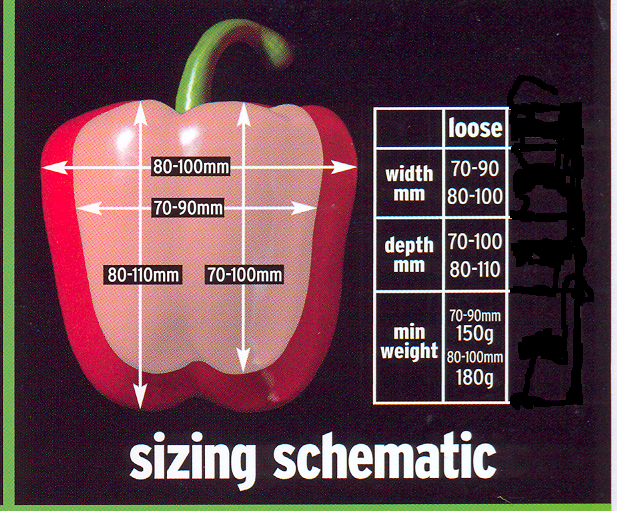 80-100mm
70-90mm
80-110mm 70-100mm
loose
width mm
70-90
80-100
depth mm
70-100
80-110
min weight
70-90mm
150g
80-100mm
180g
sizing schematic